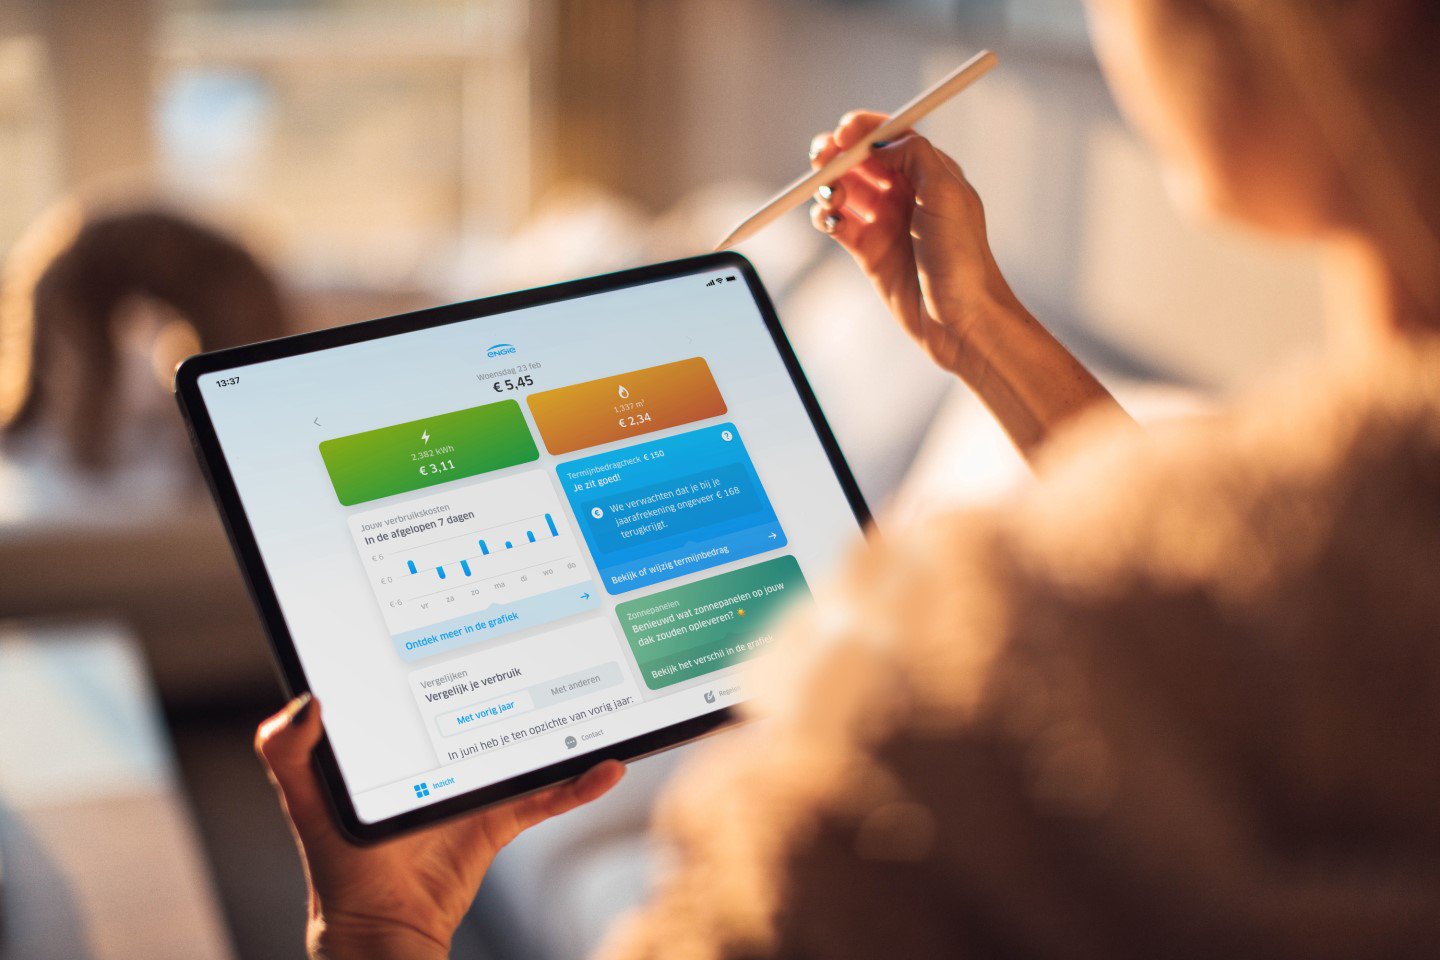 13:37
ENGIE
Woensdag 23 feb
€ 5,45
2,382 kWh
€ 3,11
1,337 m³
€ 2,34
Jouw verbruikskosten
In de afgelopen 7 dagen
€ 6
€ 0
€-6
vr za zo ma di wo do
Ontdek meer in de grafiek
Termijnbedragcheck € 150
?
Je zit goed!
€
We verwachten dat je bij je
jaarafrekening ongeveer € 168
terugkrijgt.
Bekijk of wijzig termijnbedrag
Zonnepanelen
Benieuwd wat zonnepanelen op jouw
dak zouden opleveren?
Bekijk het verschil in de grafiek
Vergelijken
Vergelijk je verbruik
Met vorig jaar
Met anderen
In juni heb je ten opzichte van vorig jaar:
Inzicht
Contact
Regelen